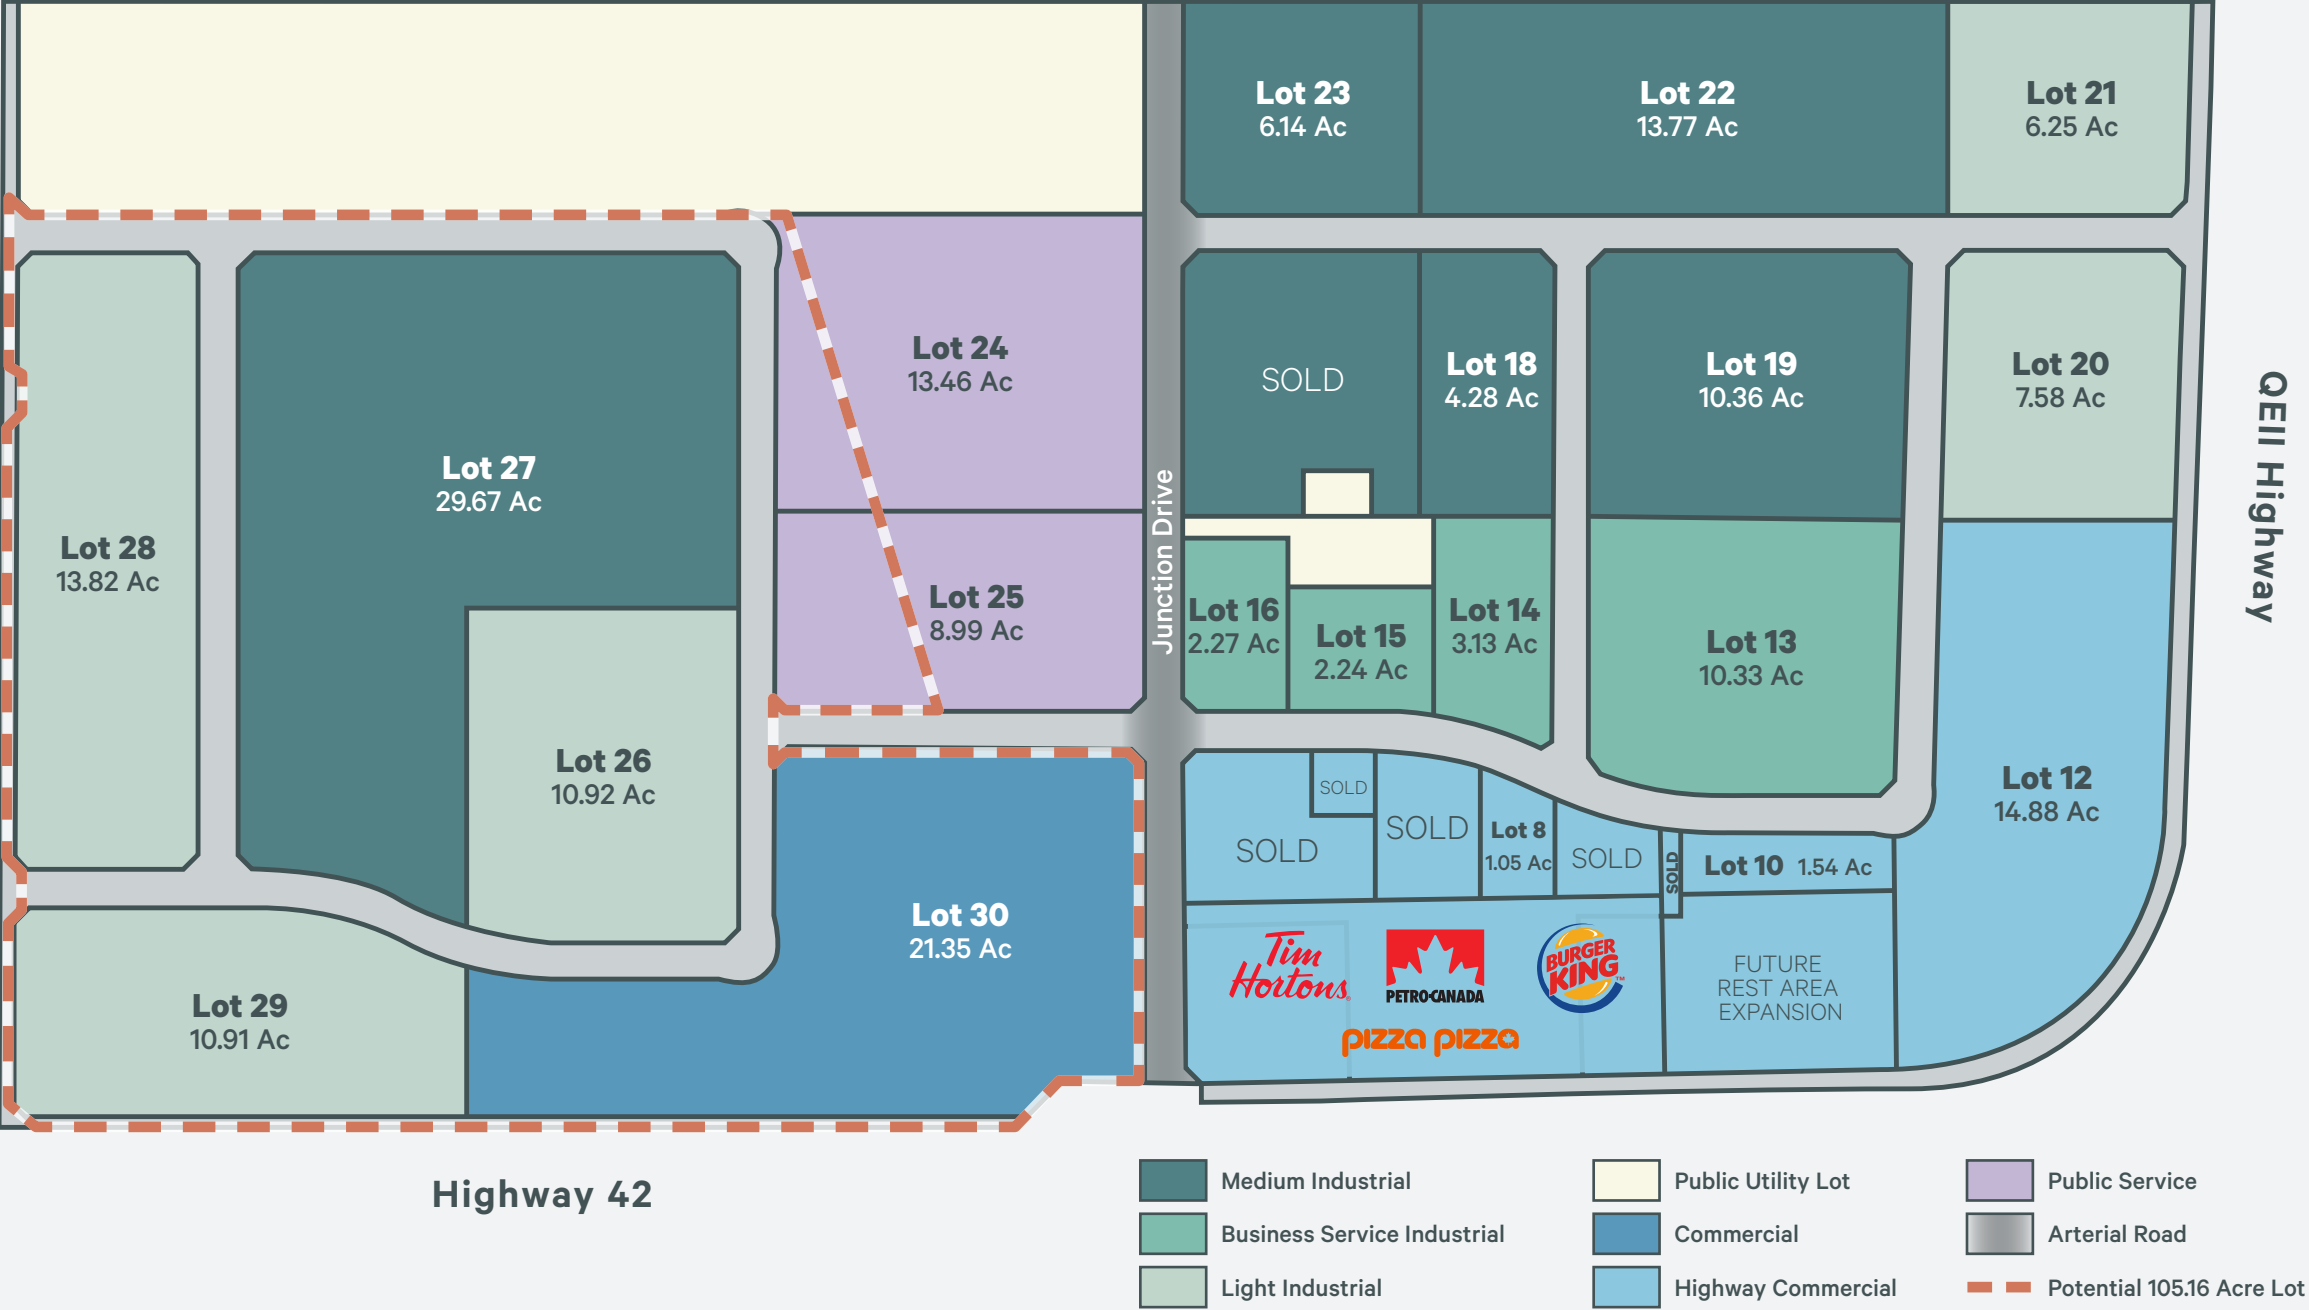 Lot 23
6.14 Ac
Lot 22
13.77 Ac
Lot 21
6.25 Ac
Lot 24
13.46 Ac
SOLD
Lot 18
4.28 Ac
Lot 19
10.36 Ac
Lot 20
7.58 Ac
QEII Highway
Lot 27
29.67 Ac
Lot 28
13.82 Ac
Lot 25
8.99 Ac
Junction Drive
Lot 16
2.27 Ac
Lot 15
2.24 Ac
Lot 14
3.13 Ac
Lot 13
10.33 Ac
Lot 26
10.92 Ac
Lot 12
14.88 Ac
SOLD
SOLD
SOLD
Lot 8
1.05 Ac
SOLD
SOLD
Lot 10 1.54 Ac
Lot 30
21.35 Ac
Lot 29
10.91 Ac
Tim
Hortons
PETRO-CANADA
BURGER
KING™
pizza pizza
FUTURE
REST AREA
EXPANSION
Highway 42
Medium Industrial
Business Service Industrial
Light Industrial
Public Utility Lot
Commercial
Highway Commercial
Public Service
Arterial Road
Potential 105.16 Acre Lot